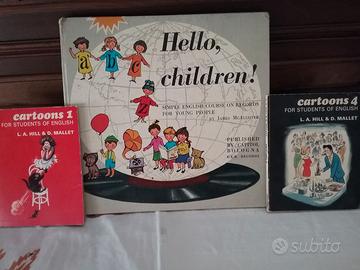 Hello,
children!
SIMPLE ENGLISH COURSE ON RECORDS
FOR YOUNG PEOPLE
PUBLISHED
BY CAPITOL
BOLOGNA
a b c
cartoons 1
FOR STUDENTS OF ENGLISH
L. A. HILL & D. MALLET
cartoons 4
FOR STUDENTS OF ENGLISH
L. A. HILL & D. MALLET
subito